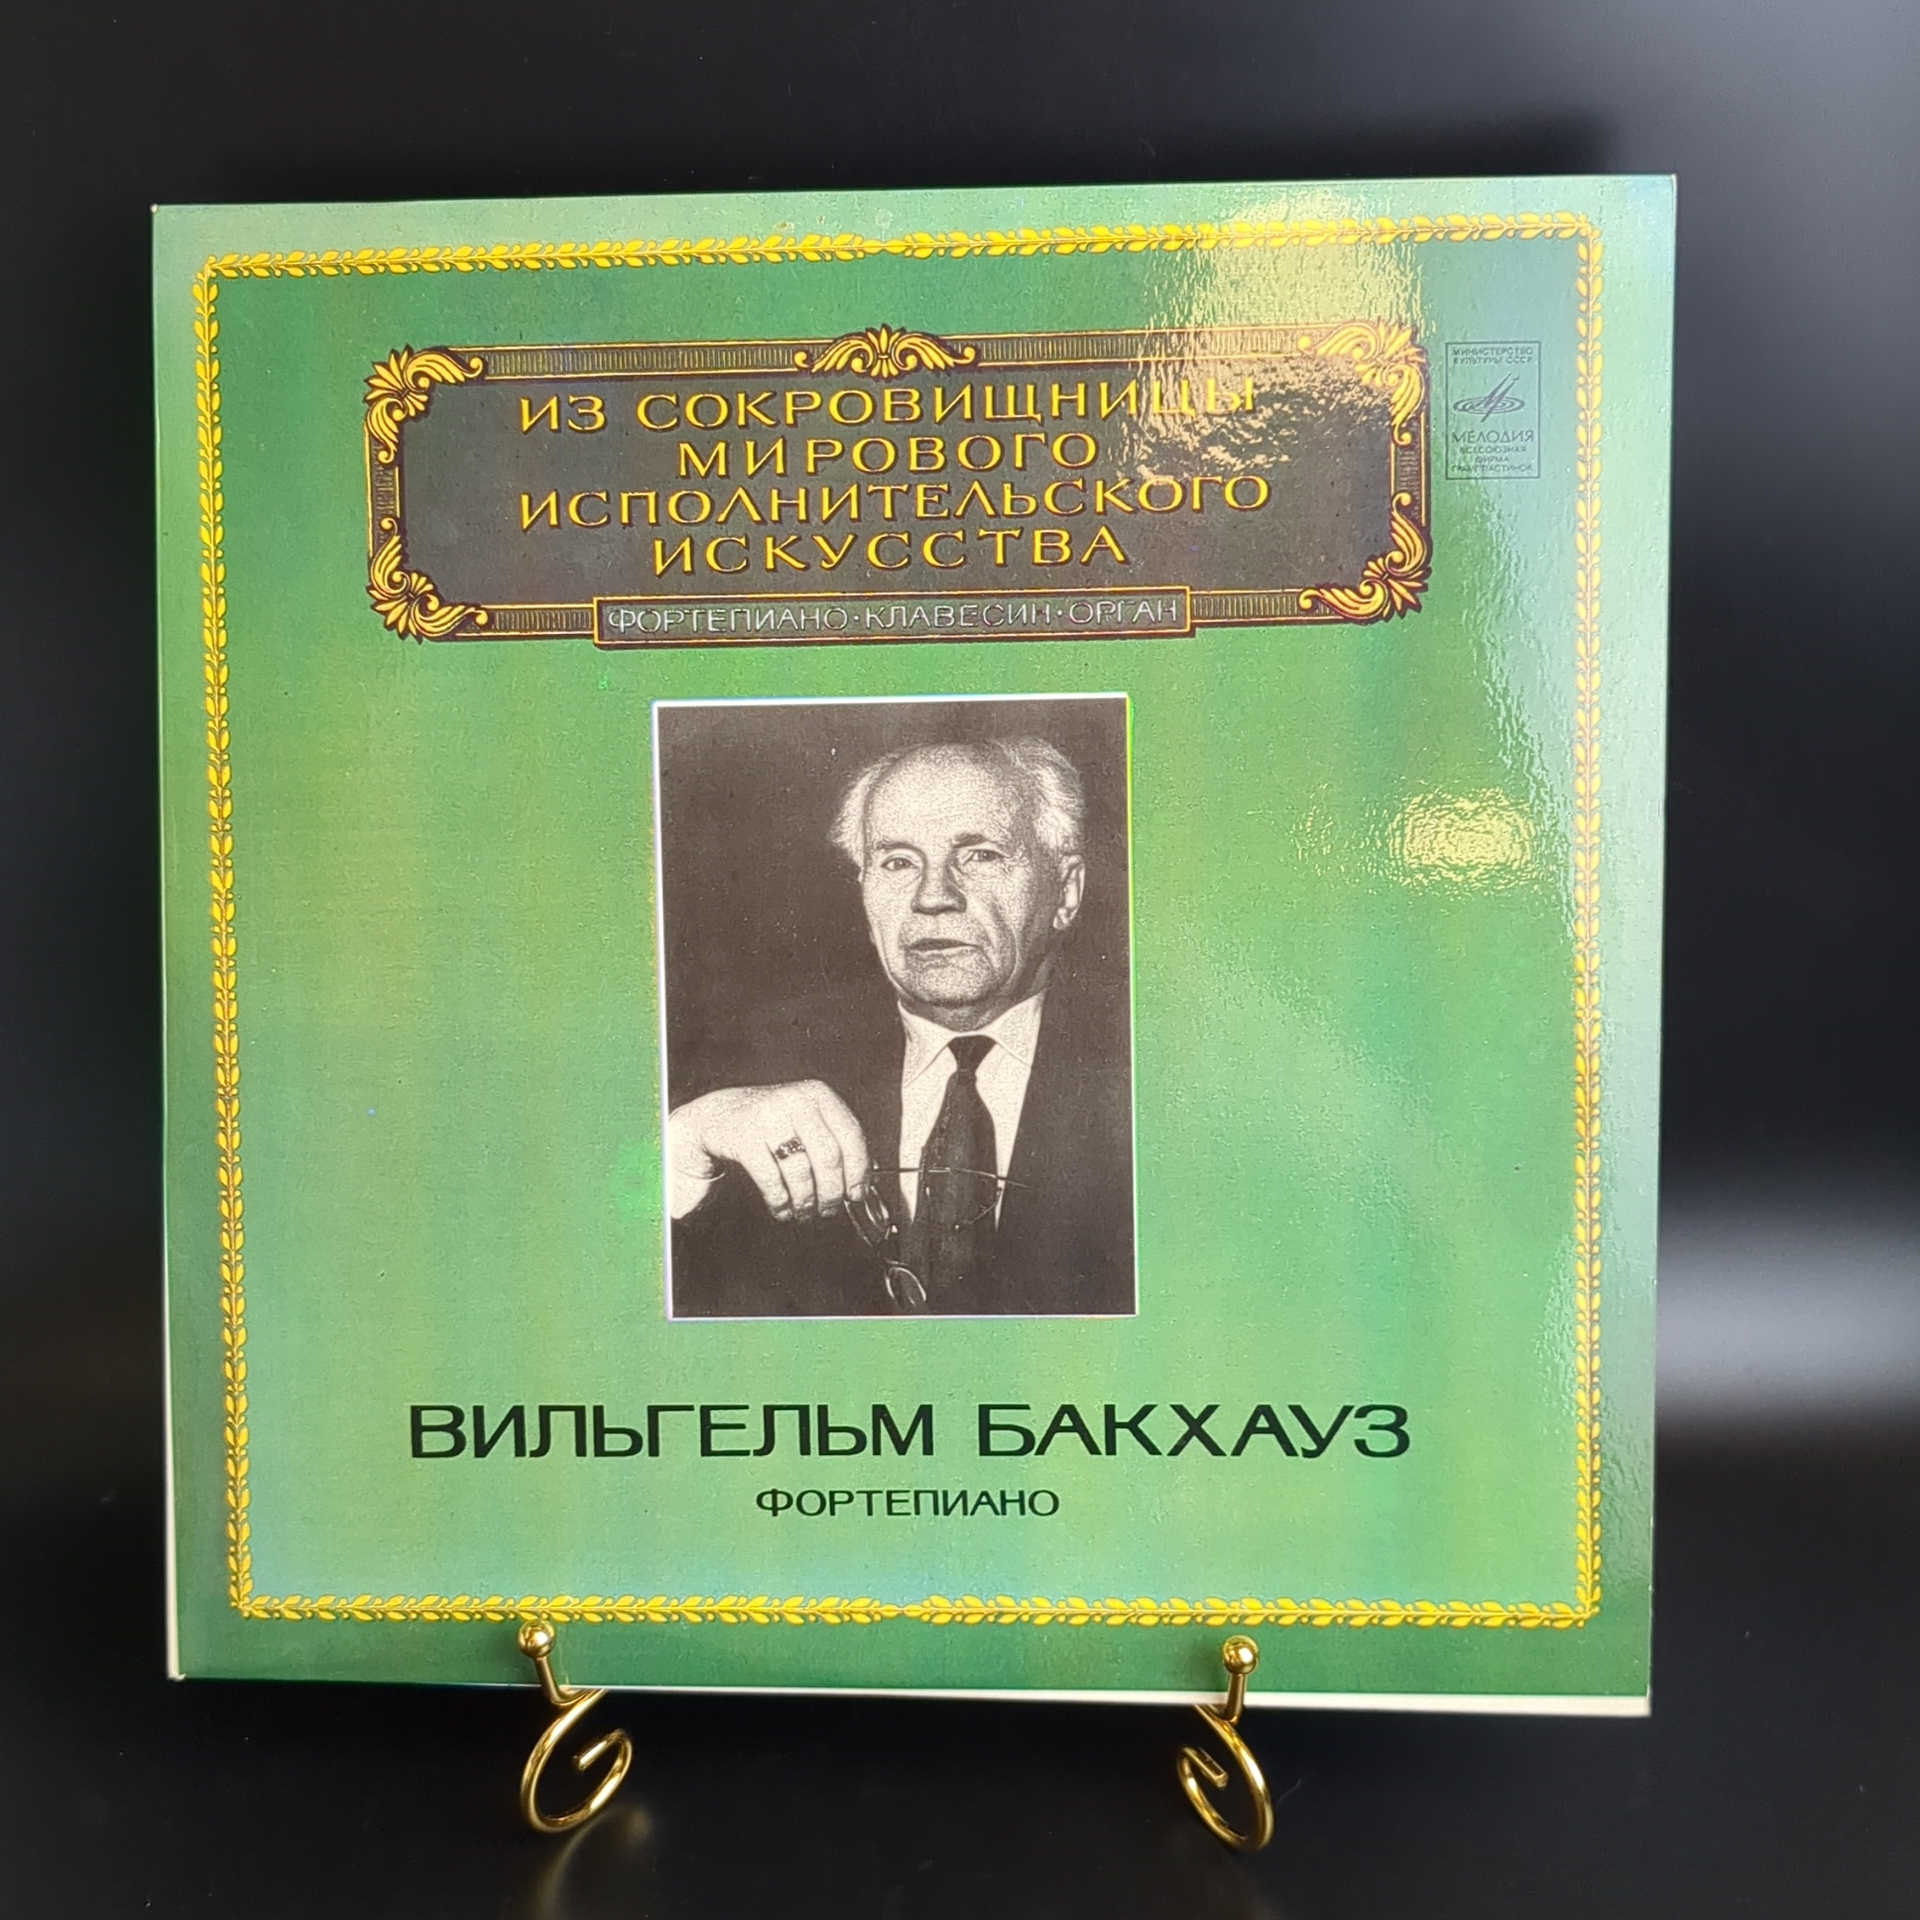 ИЗ СОКРОВИЩНИЦЫ
МИРОВОГО
ИСПОЛНИТЕЛЬСКОГО
ИСКУССТВА
ФОРТЕПИАНО·КЛАВЕСИН·ОРГАН
МИНИСТЕРСТВО
КУЛЬТУРЫ СССР
МЕЛОДИЯ
ВСЕСОЮЗНАЯ
ФИРМА
ГРАМПЛАСТИНОК
ВИЛЬГЕЛЬМ БАКХАУЗ
ФОРТЕПИАНО